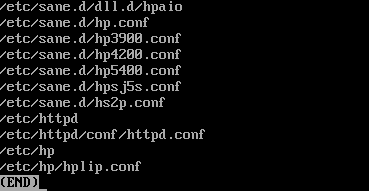 /etc/sane.d/dll.d/hpaio
/etc/sane.d/hp.conf
/etc/sane.d/hp3900.conf
/etc/sane.d/hp4200.conf
/etc/sane.d/hp5400.conf
/etc/sane.d/hpsj5s.conf
/etc/sane.d/hs2p.conf
/etc/httpd
/etc/httpd/conf/httpd.conf
/etc/hp
/etc/hp/hplip.conf
(END)